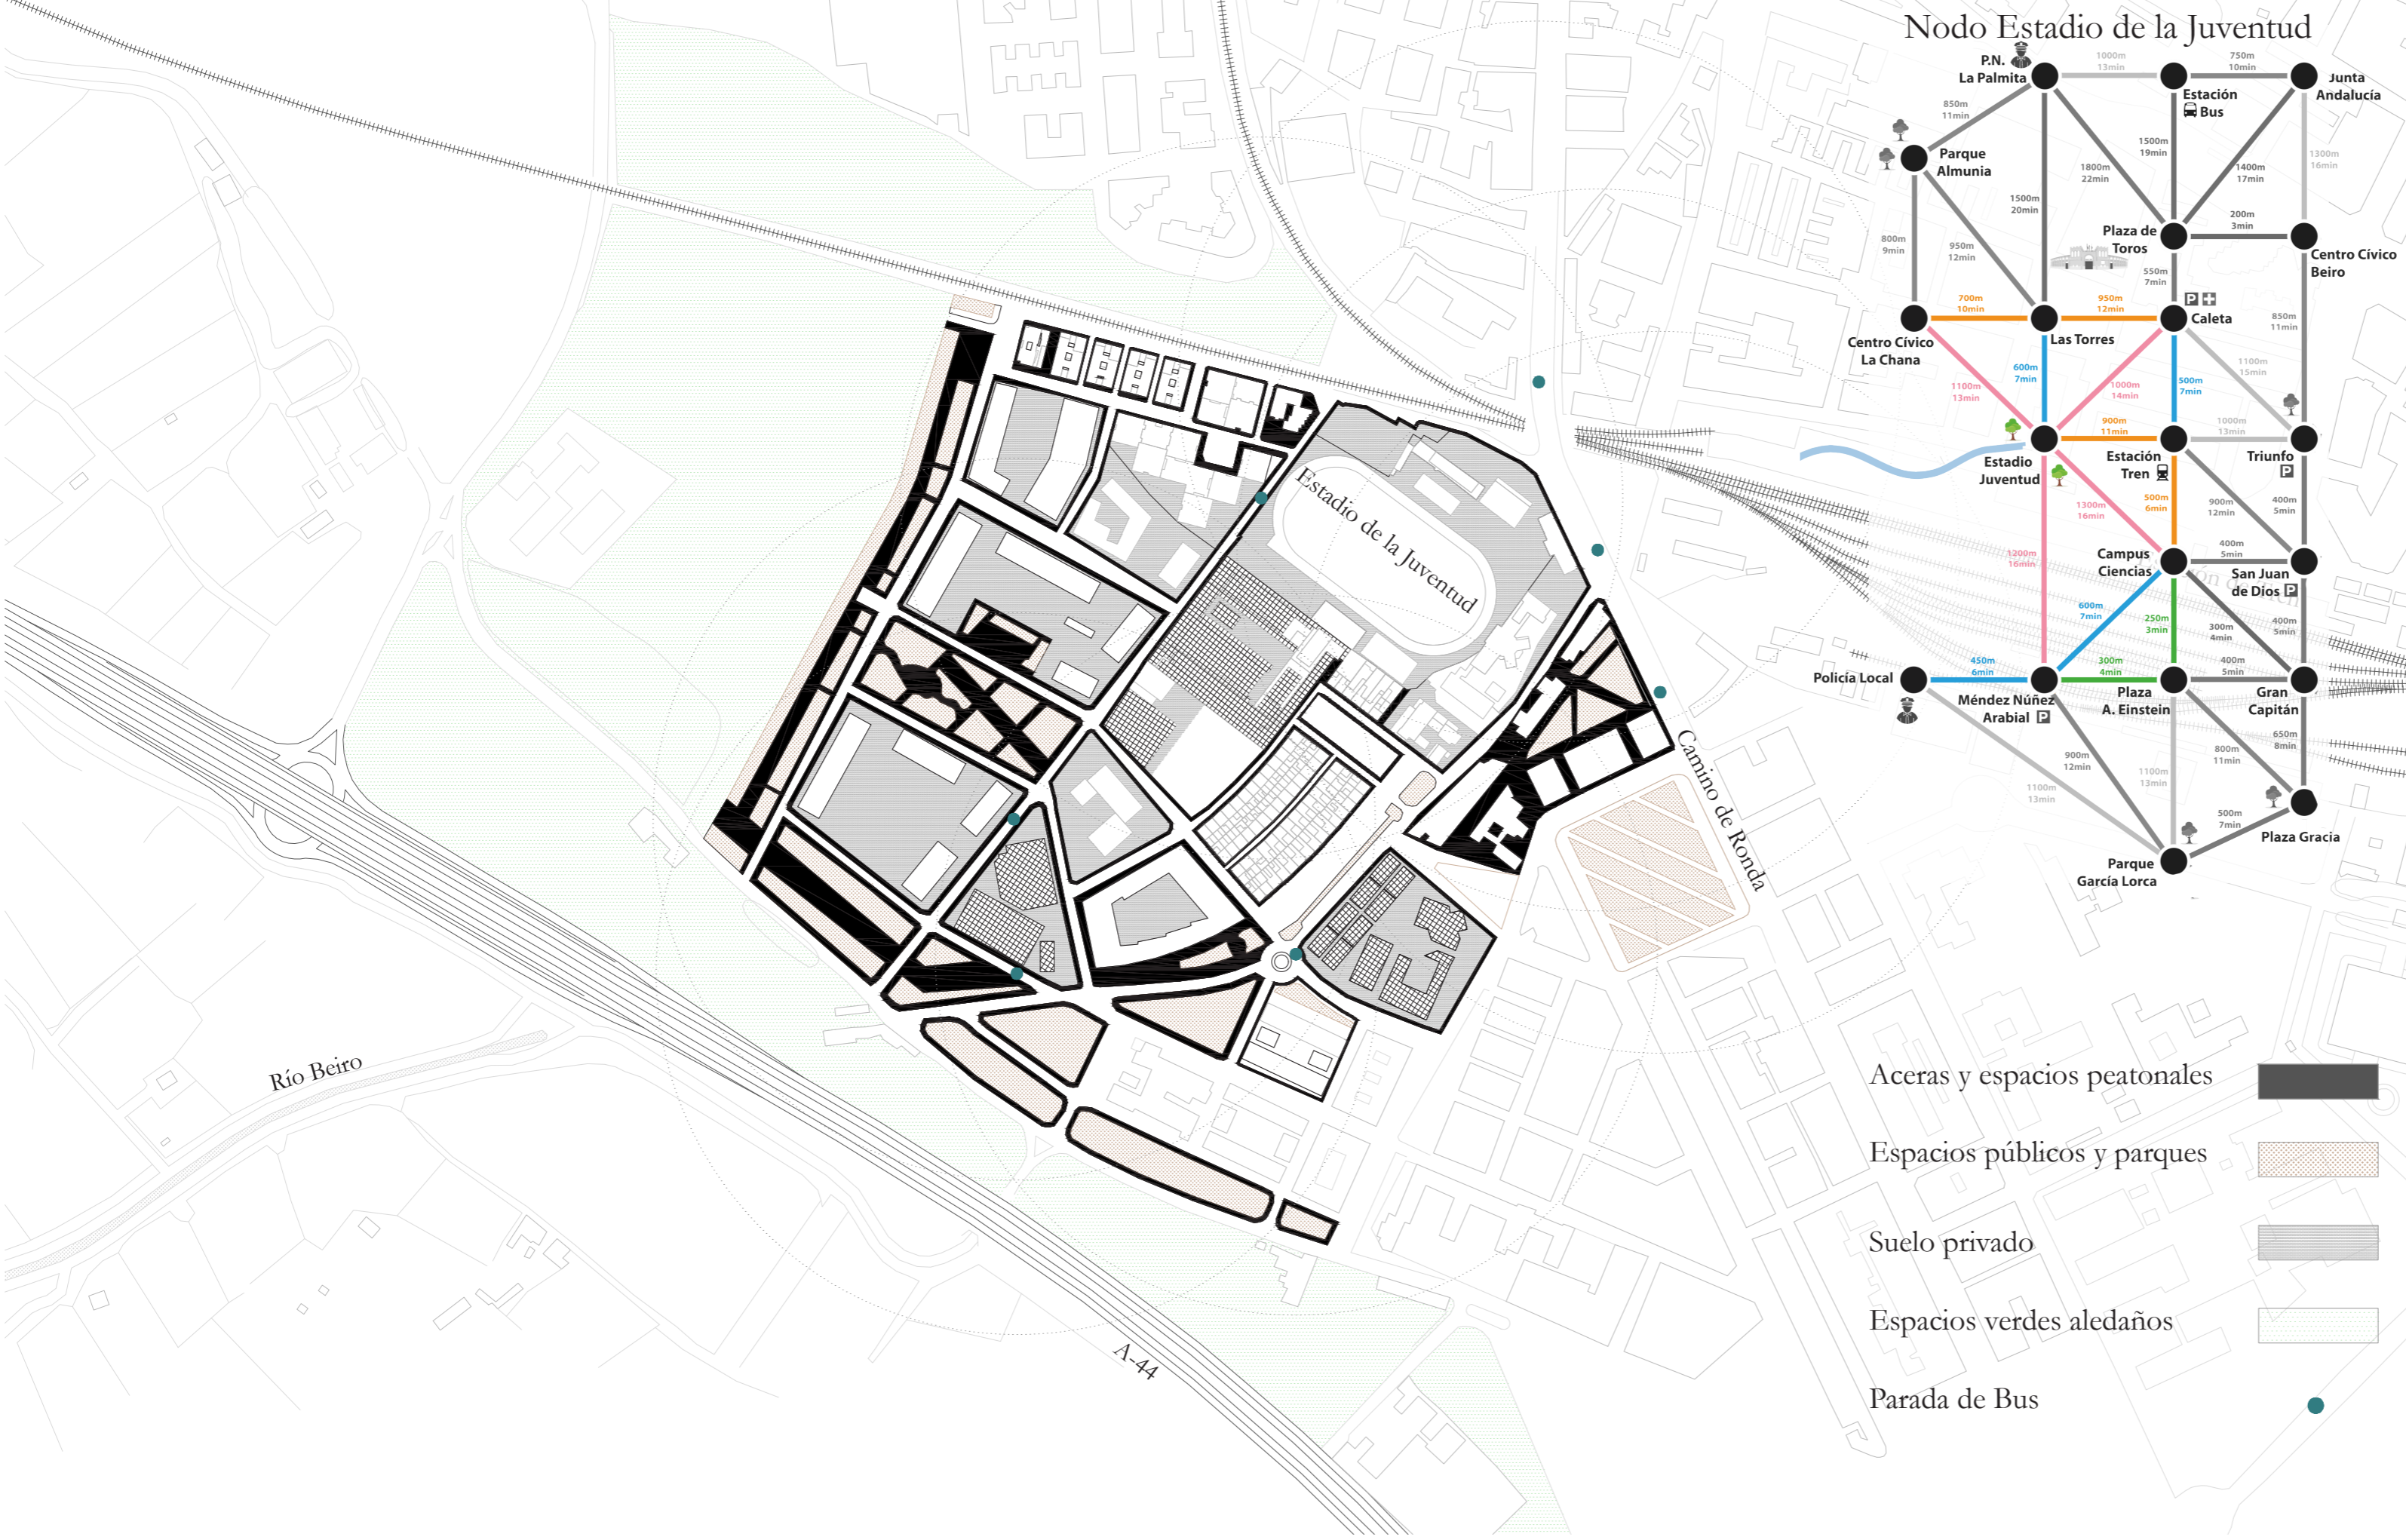 Nodo Estadio de la Juventud
P.N.
La Palmita
1000m
13min
750m
10min
Junta
Andalucía
Estación
Bus
850m
11min
1500m
19min
1300m
16min
Parque
Almunia
1800m
22min
1400m
17min
1500m
20min
200m
3min
Plaza de
Toros
800m
9min
950m
12min
Centro Cívico
Beiro
550m
7min
700m
10min
950m
12min
P
Caleta
850m
11min
Centro Cívico
La Chana
Las Torres
600m
7min
1100m
15min
1100m
13min
1000m
14min
500m
7min
900m
11min
1000m
13min
Estadio
Juventud
Estación
Tren
Triunfo
P
1300m
16min
500m
6min
900m
12min
400m
5min
1200m
16min
Campus
Ciencias
400m
5min
San Juan
de Dios P
600m
7min
250m
3min
300m
4min
400m
5min
Policía Local
450m
6min
300m
4min
400m
5min
Méndez Núñez
Arabial P
Plaza
A. Einstein
Gran
Capitán
900m
12min
1100m
13min
800m
11min
650m
8min
1100m
13min
500m
7min
Plaza Gracia
Parque
García Lorca
Estadio de la Juventud
Camino de Ronda
Río Beiro
A-44
Aceras y espacios peatonales
Espacios públicos y parques
Suelo privado
Espacios verdes aledaños
Parada de Bus